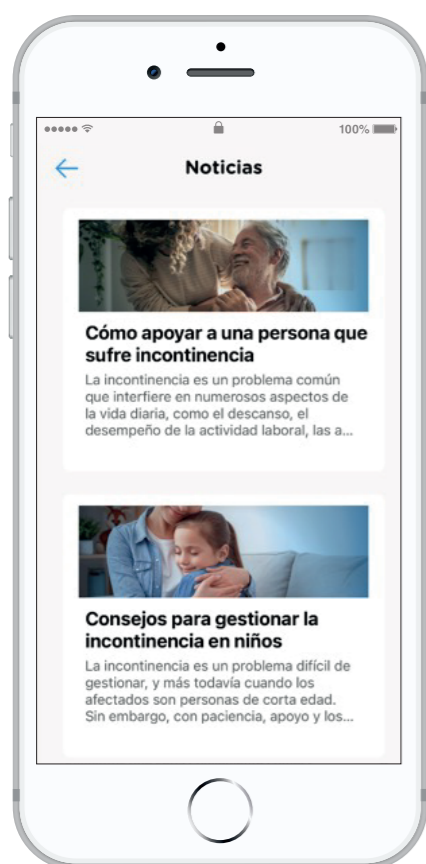 100%
Noticias
Cómo apoyar a una persona que
sufre incontinencia
La incontinencia es un problema común
que interfiere en numerosos aspectos de
la vida diaria, como el descanso, el
desempeño de la actividad laboral, las a...
Consejos para gestionar la
incontinencia en niños
La incontinencia es un problema difícil de
gestionar, y más todavía cuando los
afectados son personas de corta edad.
Sin embargo, con paciencia, apoyo y los...